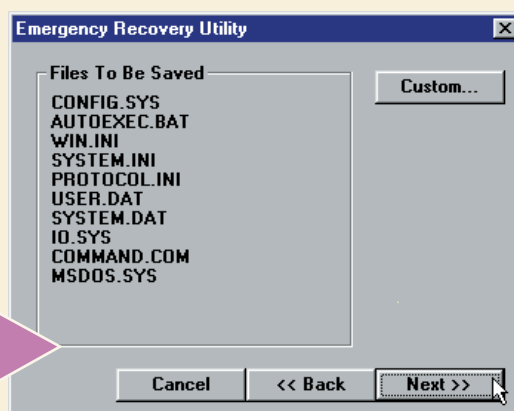 Emergency Recovery Utility
Files To Be Saved
Custom...
CONFIG.SYS
AUTOEXEC.BAT
WIN.INI
SYSTEM.INI
PROTOCOL.INI
USER.DAT
SYSTEM.DAT
IO.SYS
COMMAND.COM
MSDOS.SYS
Cancel
<< Back
Next >>